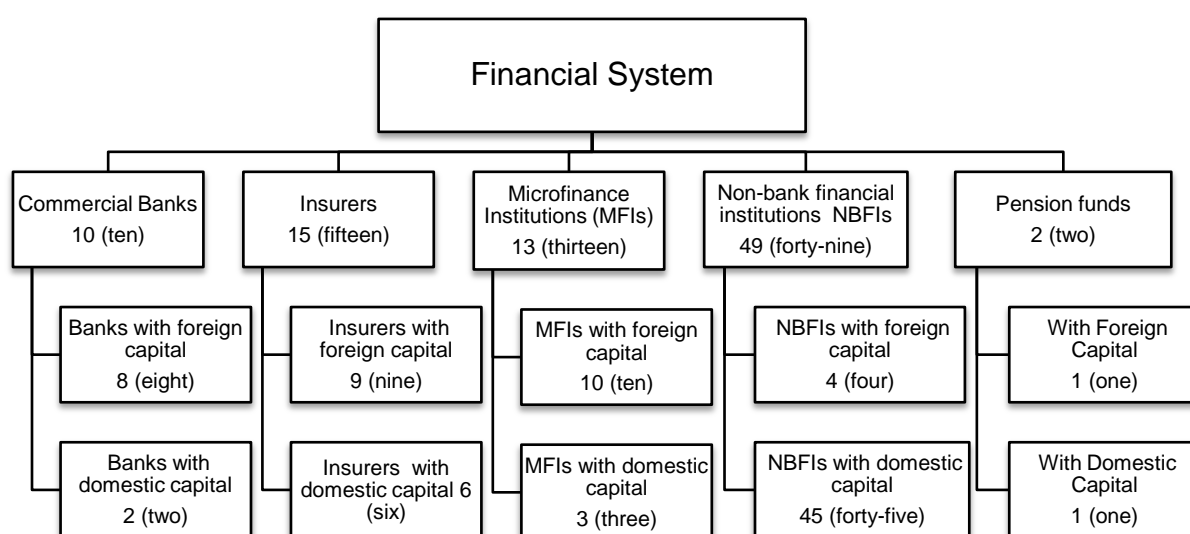 Financial System
Commercial Banks
10 (ten)
Insurers
15 (fifteen)
Microfinance
Institutions (MFIs)
13 (thirteen)
Non-bank financial
institutions NBFIs
49 (forty-nine)
Pension funds
2 (two)
Banks with foreign
capital
8 (eight)
Insurers with
foreign capital
9 (nine)
MFIs with foreign
capital
10 (ten)
NBFIs with foreign
capital
4 (four)
With Foreign
Capital
1 (one)
Banks with
domestic capital
2 (two)
Insurers with
domestic capital 6
(six)
MFIs with domestic
capital
3 (three)
NBFIs with domestic
capital
45 (forty-five)
With Domestic
Capital
1 (one)